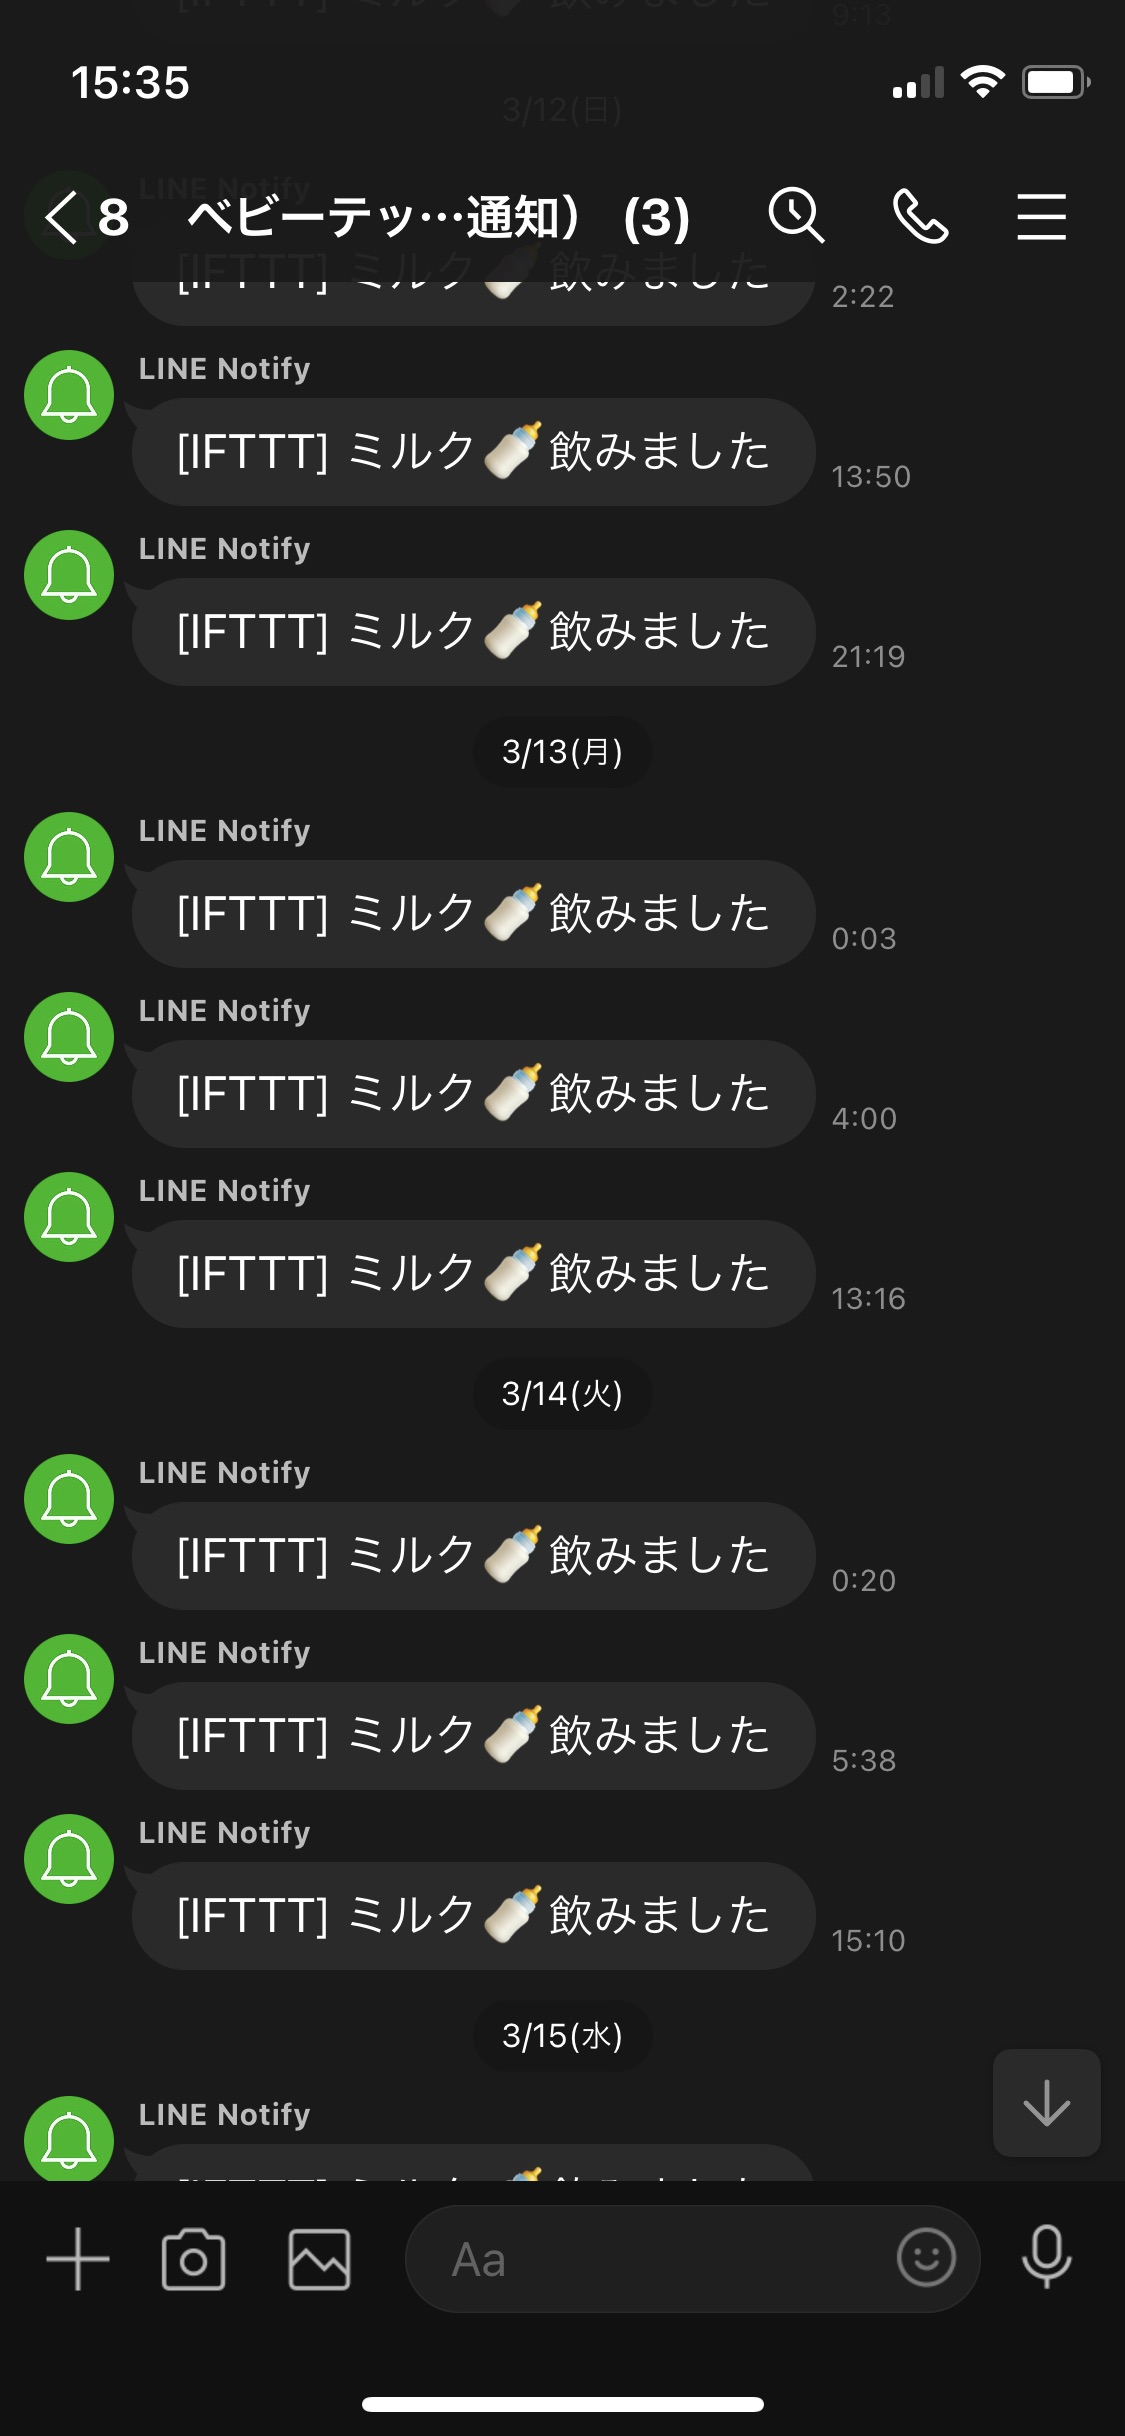 9:13
15:35
3/12(日)
LINE Notify
8 ベビーテッ…通知） (3)
[IFTTT] ミルク🍼飲みました
2:22
LINE Notify
[IFTTT] ミルク🍼飲みました
13:50
LINE Notify
[IFTTT] ミルク🍼飲みました
21:19
3/13(月)
LINE Notify
[IFTTT] ミルク🍼飲みました
0:03
LINE Notify
[IFTTT] ミルク🍼飲みました
4:00
LINE Notify
[IFTTT] ミルク🍼飲みました
13:16
3/14(火)
LINE Notify
[IFTTT] ミルク🍼飲みました
0:20
LINE Notify
[IFTTT] ミルク🍼飲みました
5:38
LINE Notify
[IFTTT] ミルク🍼飲みました
15:10
3/15(水)
LINE Notify
Aa